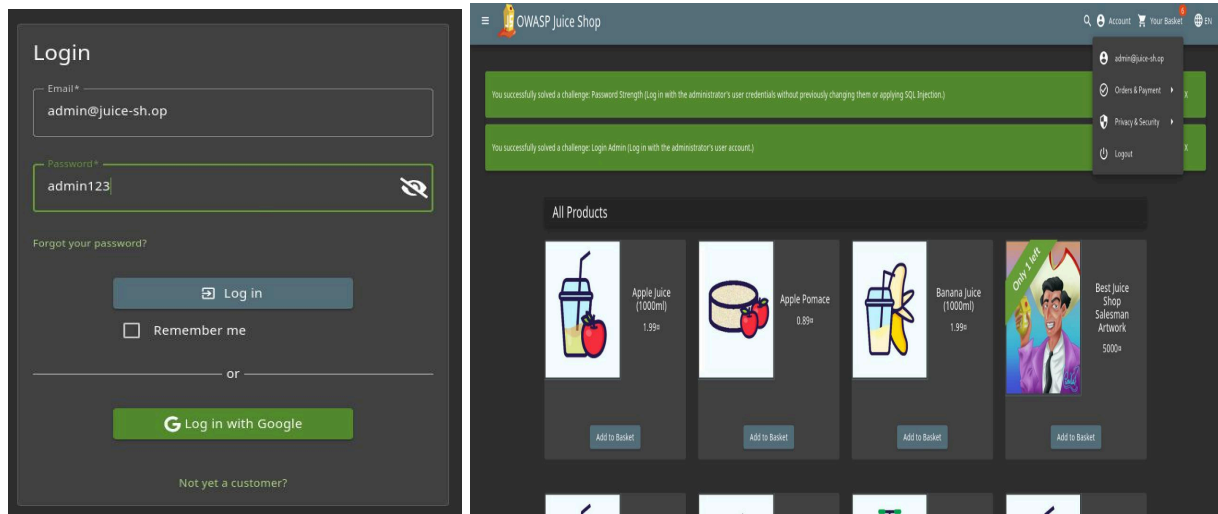 Login
Email*
admin@juice-sh.op
Password*
admin123
Forgot your password?
Log in
Remember me
or
G Log in with Google
Not yet a customer?
OWASP Juice Shop
Account
6
Your Basket
EN
admin@juice-sh.op
Orders & Payment
Privacy & Security
Logout
You successfully solved a challenge: Password Strength (Log in with the administrator's user credentials without previously changing them or applying SQL Injection.)
X
You successfully solved a challenge: Login Admin (Log in with the administrator's user account.)
X
All Products
Apple Juice
(1000ml)
1.99¤
Add to Basket
Apple Pomace
0.89¤
Add to Basket
Banana Juice
(1000ml)
1.99¤
Add to Basket
Only 1 left
Best Juice
Shop
Salesman
Artwork
5000¤
Add to Basket